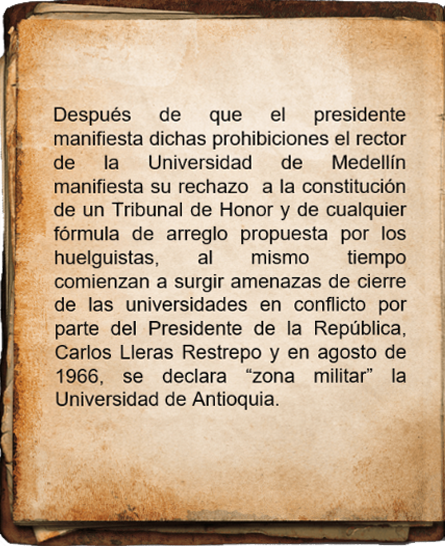 Después de que el presidente
manifiesta dichas prohibiciones el rector
de la Universidad de Medellín
manifiesta su rechazo a la constitución
de un Tribunal de Honor y de cualquier
fórmula de arreglo propuesta por los
huelguistas, al mismo tiempo
comienzan a surgir amenazas de cierre
de las universidades en conflicto por
parte del Presidente de la República,
Carlos Lleras Restrepo y en agosto de
1966, se declara “zona militar” la
Universidad de Antioquia.